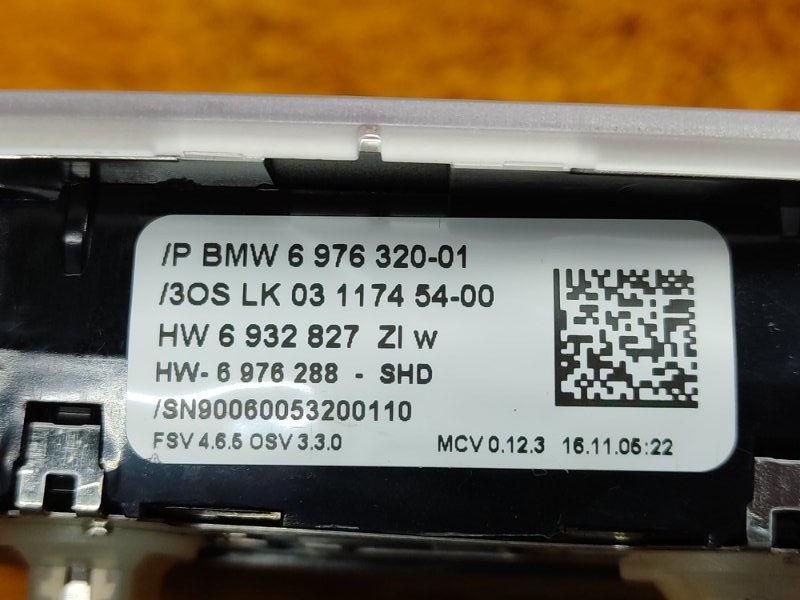 /P BMW 6 976 320-01
/3OS LK 03 1174 54-00
HW 6 932 827 ZI w
HW- 6 976 288 - SHD
/SN90060053200110
FSV 4.6.5 OSV 3.3.0 MCV 0.12.3 16.11.05:22